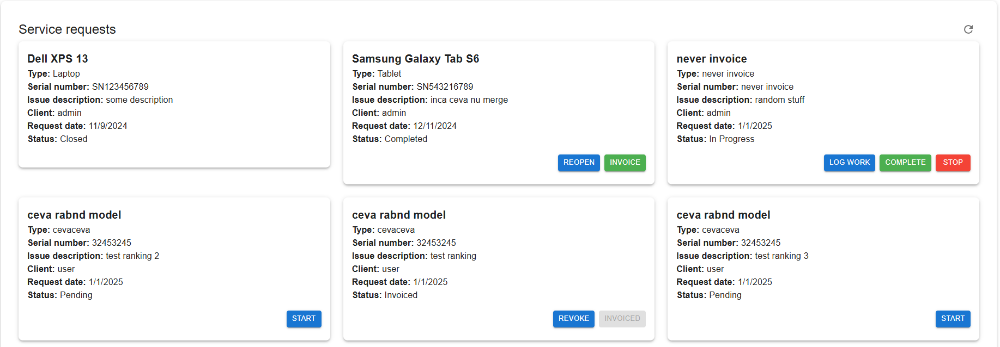 Service requests
Dell XPS 13
Type: Laptop
Serial number: SN123456789
Issue description: some description
Client: admin
Request date: 11/9/2024
Status: Closed
Samsung Galaxy Tab S6
Type: Tablet
Serial number: SN543216789
Issue description: inca ceva nu merge
Client: admin
Request date: 12/11/2024
Status: Completed
REOPEN INVOICE
never invoice
Type: never invoice
Serial number: never invoice
Issue description: random stuff
Client: admin
Request date: 1/1/2025
Status: In Progress
LOG WORK COMPLETE STOP
ceva rabnd model
Type: cevaceva
Serial number: 32453245
Issue description: test ranking 2
Client: user
Request date: 1/1/2025
Status: Pending
START
ceva rabnd model
Type: cevaceva
Serial number: 32453245
Issue description: test ranking
Client: user
Request date: 1/1/2025
Status: Invoiced
REVOKE INVOICED
ceva rabnd model
Type: cevaceva
Serial number: 32453245
Issue description: test ranking 3
Client: user
Request date: 1/1/2025
Status: Pending
START